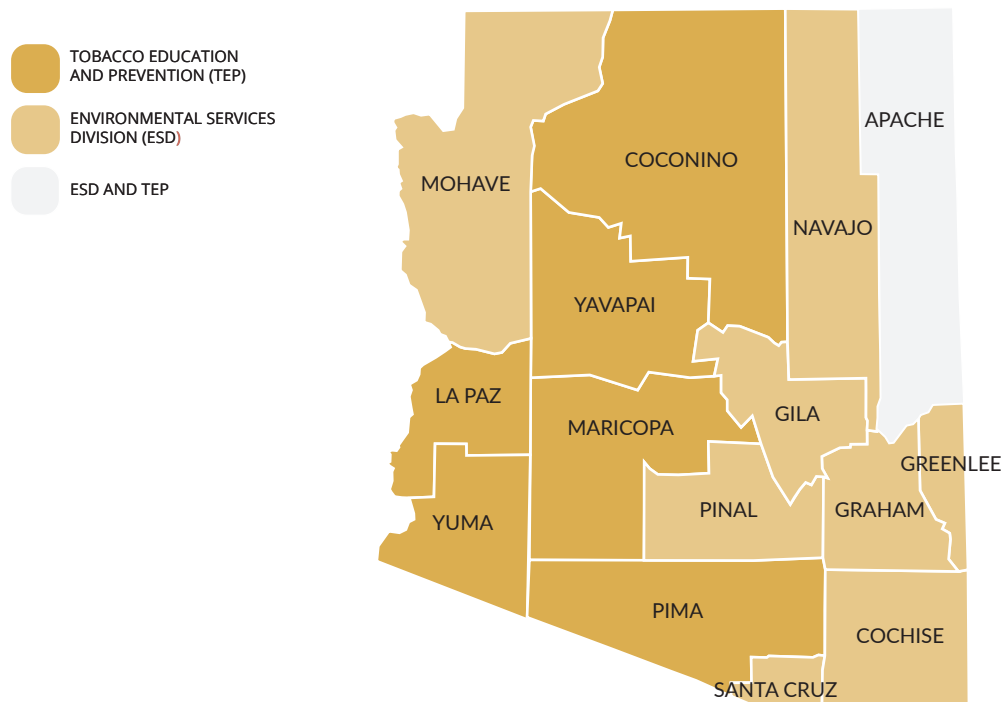 TOBACCO EDUCATION
AND PREVENTION (TEP)
ENVIRONMENTAL SERVICES
DIVISION (ESD)
ESD AND TEP
APACHE
COCONINO
MOHAVE
NAVAJO
YAVAPAI
LA PAZ
GILA
MARICOPA
GREENLEE
PINAL
GRAHAM
YUMA
PIMA
COCHISE
SANTA CRUZ